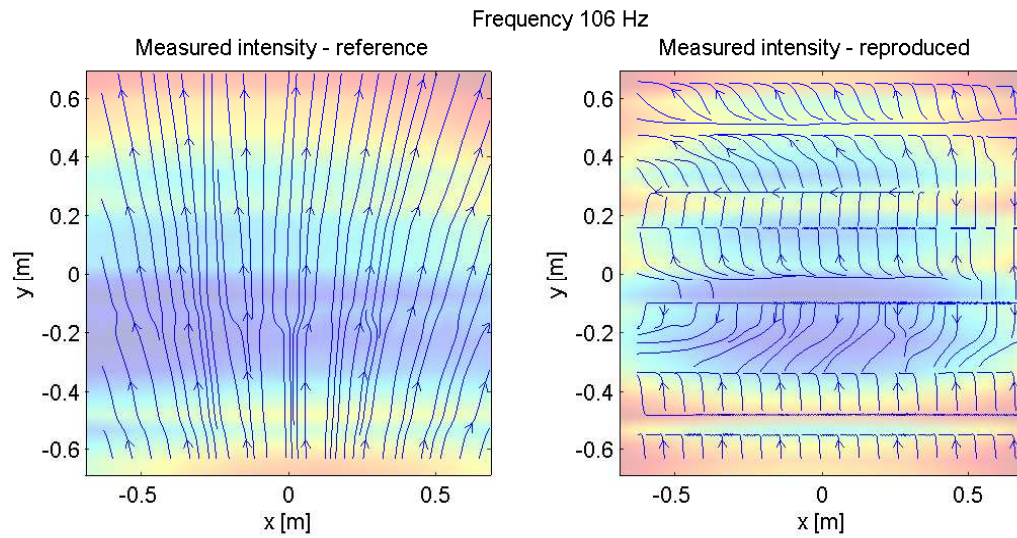 Frequency 106 Hz
Measured intensity - reference
Measured intensity - reproduced
0.6
0.4
0.2
0
-0.2
-0.4
-0.6
y [m]
-0.5
0
0.5
x [m]
0.6
0.4
0.2
0
-0.2
-0.4
-0.6
y [m]
-0.5
0
0.5
x [m]